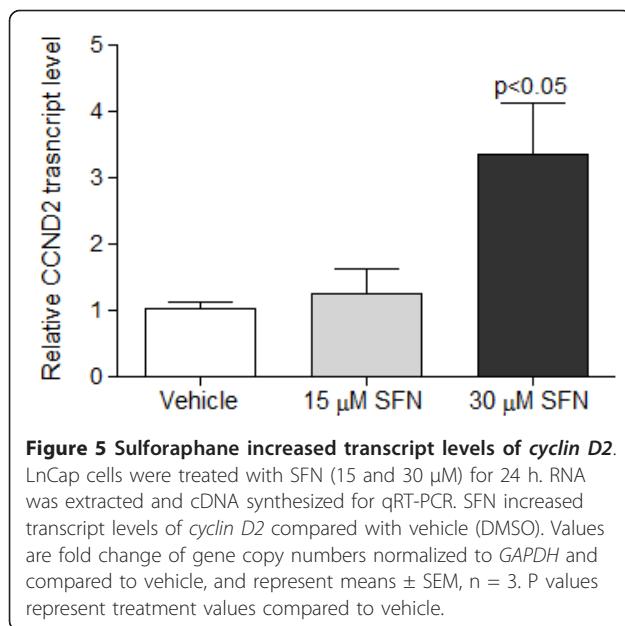 Relative CCND2 trasncript level
5
4
3
2
1
0
p<0.05
Vehicle 15 μM SFN 30 μM SFN
Figure 5 Sulforaphane increased transcript levels of cyclin D2.
LnCap cells were treated with SFN (15 and 30 μM) for 24 h. RNA
was extracted and cDNA synthesized for qRT-PCR. SFN increased
transcript levels of cyclin D2 compared with vehicle (DMSO). Values
are fold change of gene copy numbers normalized to GAPDH and
compared to vehicle, and represent means ± SEM, n = 3. P values
represent treatment values compared to vehicle.